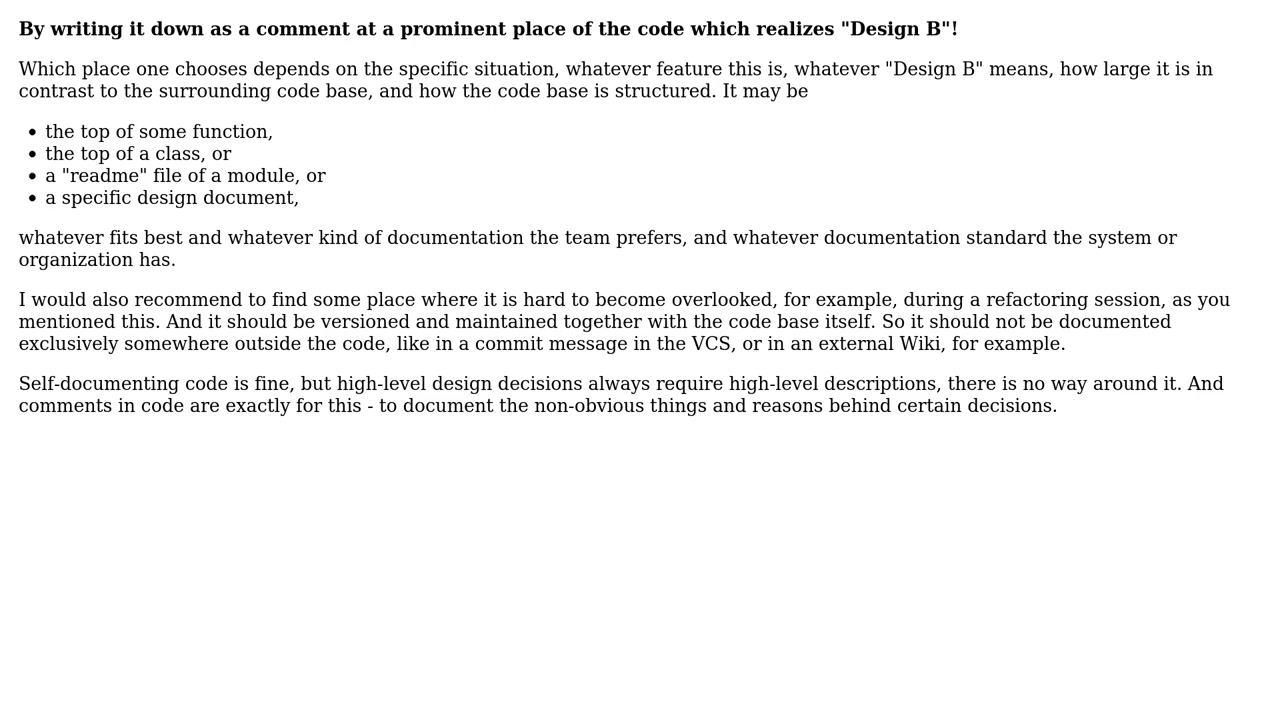 By writing it down as a comment at a prominent place of the code which realizes "Design B"!
Which place one chooses depends on the specific situation, whatever feature this is, whatever "Design B" means, how large it is in
contrast to the surrounding code base, and how the code base is structured. It may be
• the top of some function,
• the top of a class, or
• a "readme" file of a module, or
• a specific design document,
whatever fits best and whatever kind of documentation the team prefers, and whatever documentation standard the system or
organization has.
I would also recommend to find some place where it is hard to become overlooked, for example, during a refactoring session, as you
mentioned this. And it should be versioned and maintained together with the code base itself. So it should not be documented
exclusively somewhere outside the code, like in a commit message in the VCS, or in an external Wiki, for example.
Self-documenting code is fine, but high-level design decisions always require high-level descriptions, there is no way around it. And
comments in code are exactly for this - to document the non-obvious things and reasons behind certain decisions.